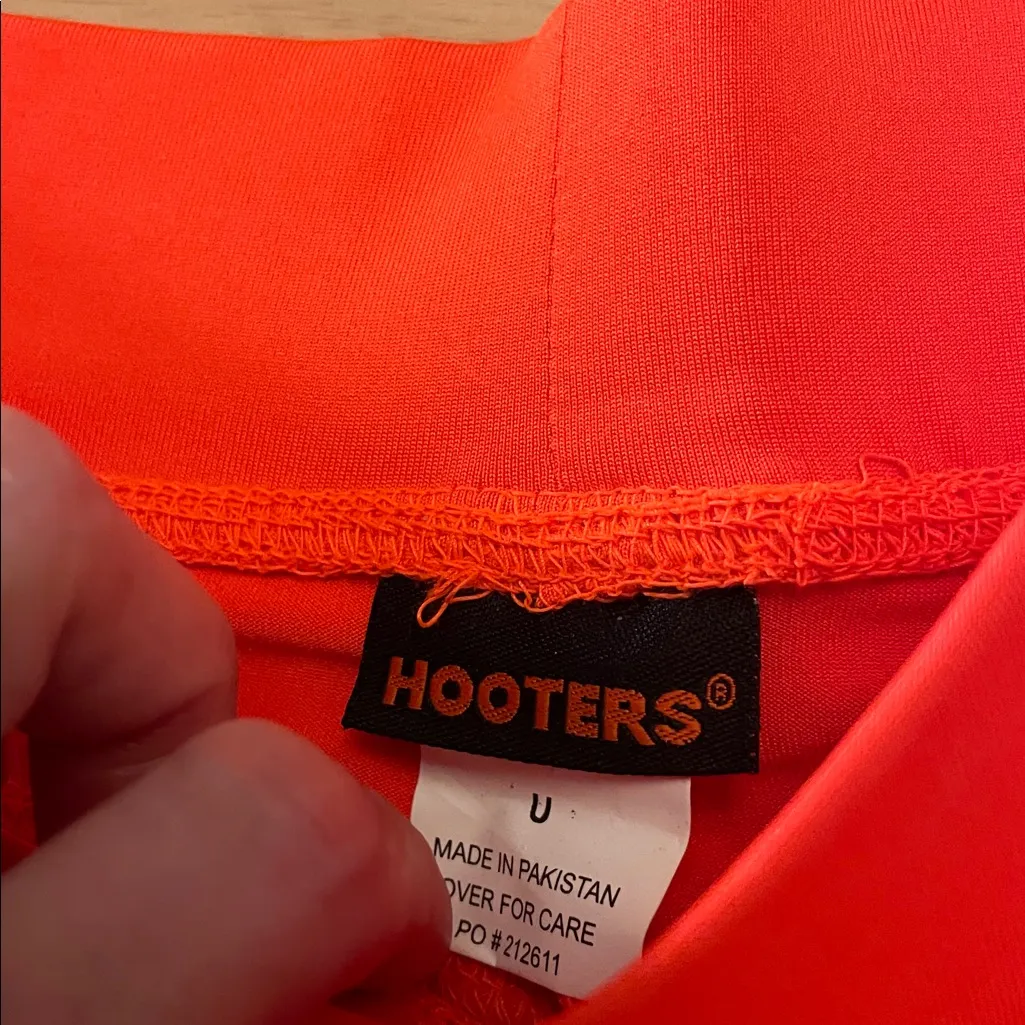 HOOTERS®
U
MADE IN PAKISTAN
OVER FOR CARE
PO # 212611